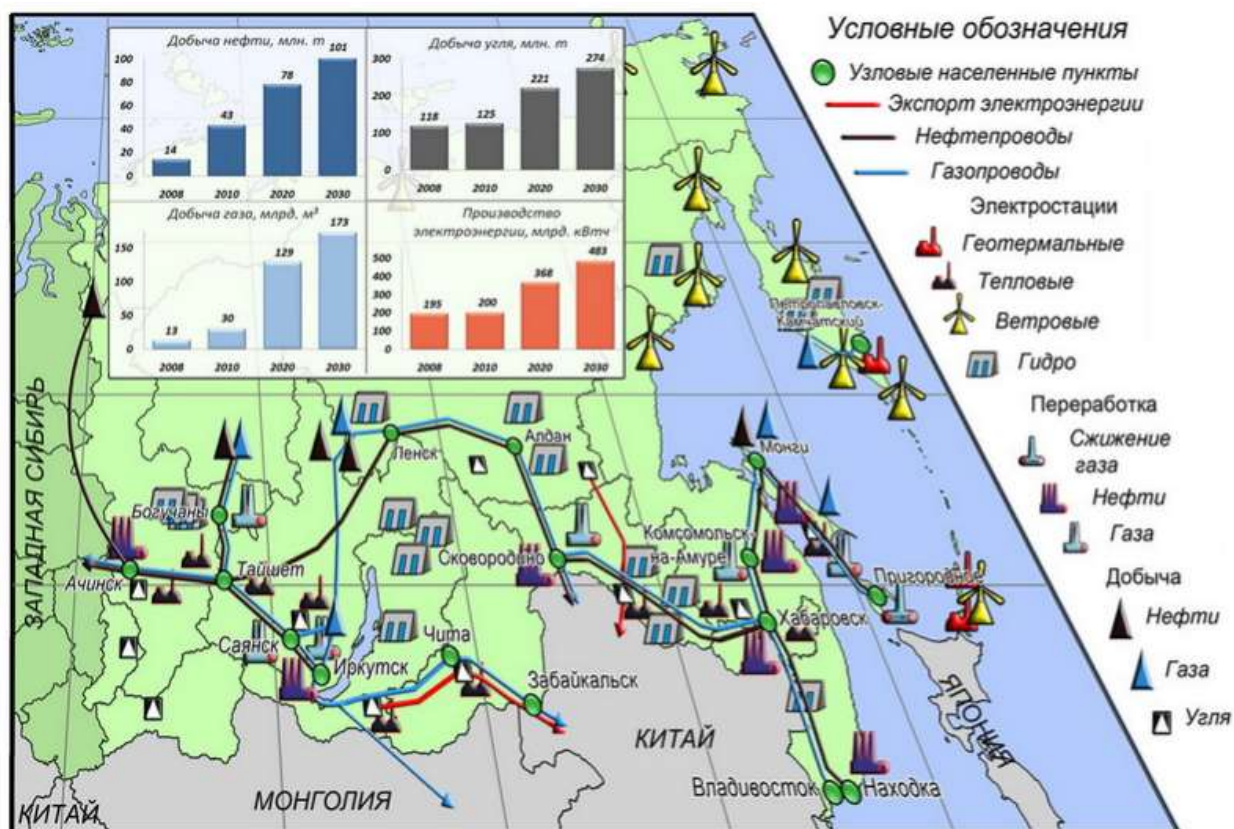 Добыча нефти, млн. т
100
80
60
40
20
0
14
43
78
101
2008
2010
2020
2030
Добыча угля, млн. т
300
200
100
0
118
125
221
274
2008
2010
2020
2030
Добыча газа, млрд. м³
150
100
50
0
13
30
129
173
2008
2010
2020
2030
Производство
электроэнергии, млрд. кВтч
500
400
300
200
100
0
195
200
368
483
2008
2010
2020
2030
Условные обозначения
Узловые населенные пункты
Экспорт электроэнергии
Нефтепроводы
Газопроводы
Электростации
Геотермальные
Тепловые
Ветровые
Гидро
Переработка
Сжижение
газа
Нефти
Газа
Добыча
Нефти
Газа
Угля
ЗАПАДНАЯ СИБИРЬ
Петропавловск-
Камчатский
Ленск
Алдан
Монги
Богучаны
Ачинск
Тайшет
Сковородино
Комсомольск-
на-Амуре
Пригородное
Саянск
Иркутск
Чита
Хабаровск
Забайкальск
КИТАЙ
ЯПОНИЯ
Владивосток
Находка
МОНГОЛИЯ
КИТАЙ